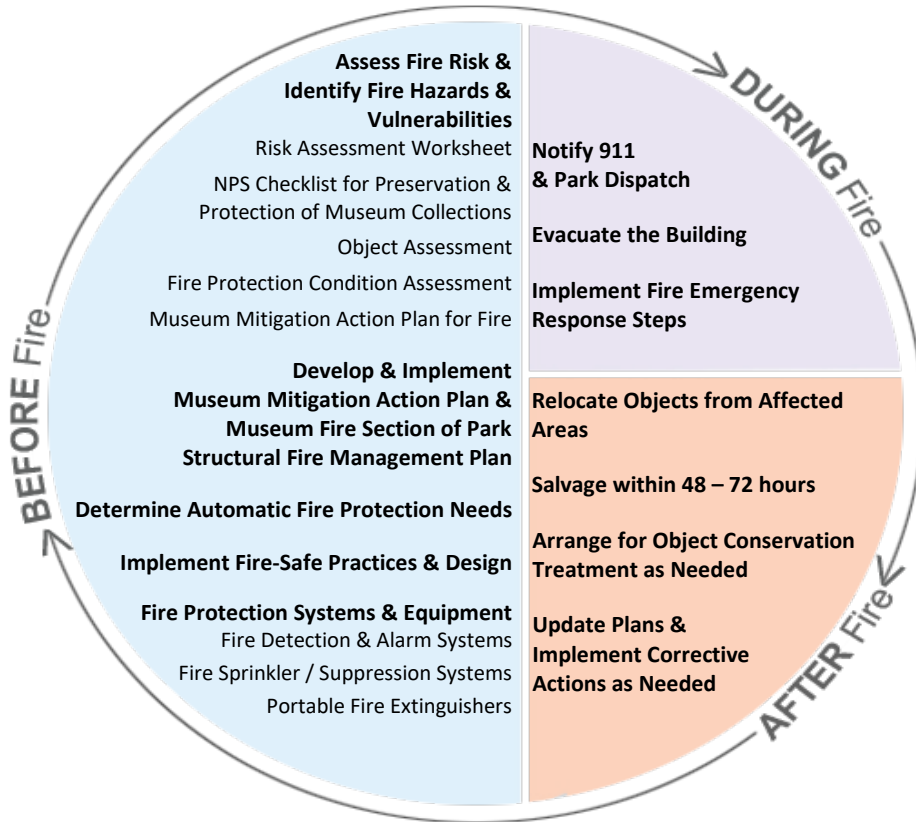 BEFORE Fire
Assess Fire Risk &
Identify Fire Hazards &
Vulnerabilities
Risk Assessment Worksheet
NPS Checklist for Preservation &
Protection of Museum Collections
Object Assessment
Fire Protection Condition Assessment
Museum Mitigation Action Plan for Fire
Develop & Implement
Museum Mitigation Action Plan &
Museum Fire Section of Park
Structural Fire Management Plan
Determine Automatic Fire Protection Needs
Implement Fire-Safe Practices & Design
Fire Protection Systems & Equipment
Fire Detection & Alarm Systems
Fire Sprinkler / Suppression Systems
Portable Fire Extinguishers
DURING Fire
Notify 911
& Park Dispatch
Evacuate the Building
Implement Fire Emergency
Response Steps
AFTER Fire
Relocate Objects from Affected
Areas
Salvage within 48 – 72 hours
Arrange for Object Conservation
Treatment as Needed
Update Plans &
Implement Corrective
Actions as Needed